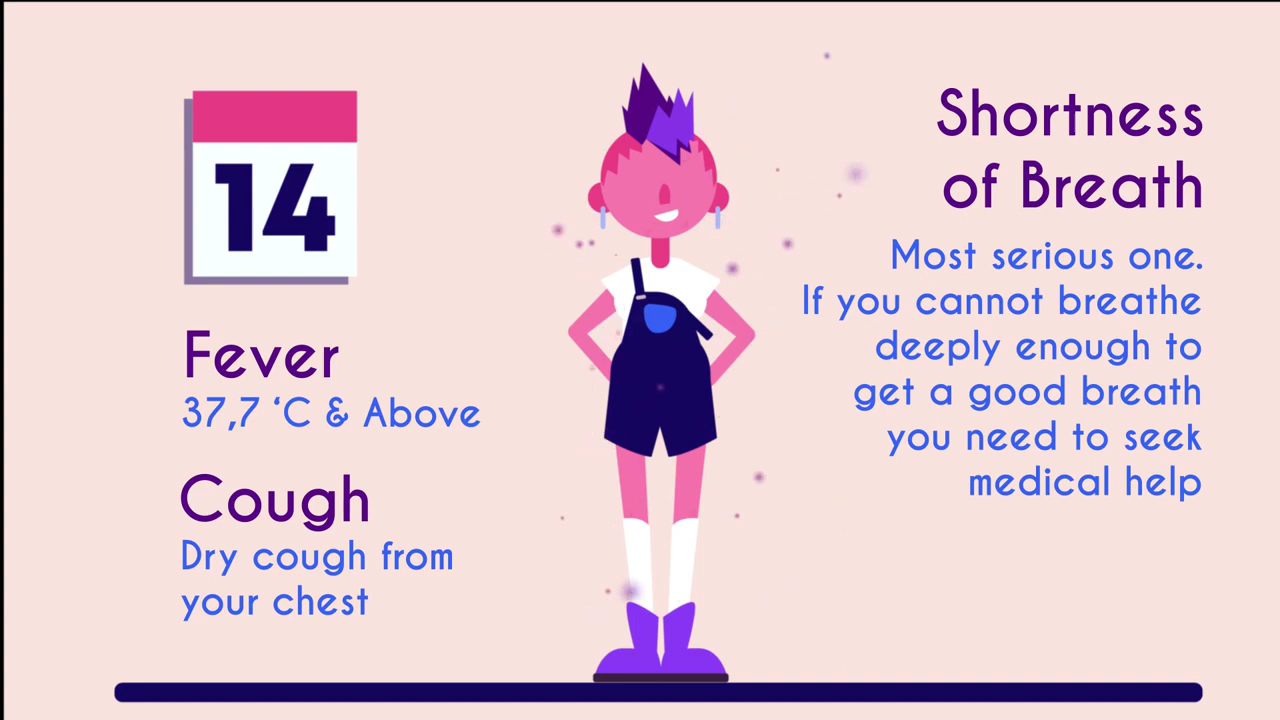 14
Fever
37,7 ‘C & Above
Cough
Dry cough from
your chest
Shortness
of Breath
Most serious one.
If you cannot breathe
deeply enough to
get a good breath
you need to seek
medical help